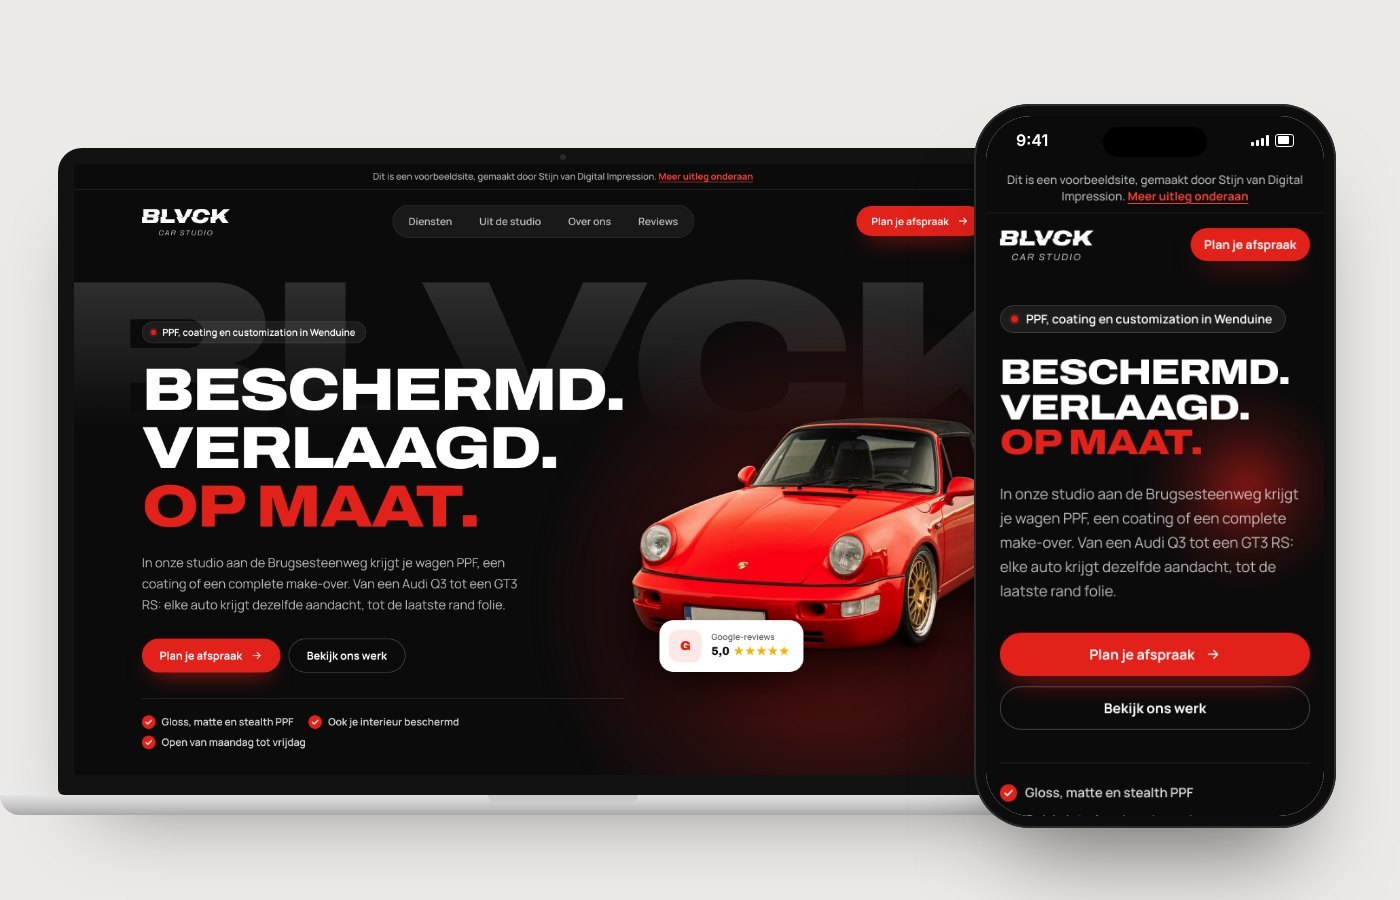 Dit is een voorbeeldsite, gemaakt door Stijn van Digital Impression. Meer uitleg onderaan
BLVCK
CAR STUDIO
Diensten
Uit de studio
Over ons
Reviews
Plan je afspraak →
BLVCK
PPF, coating en customization in Wenduine
BESCHERMD.
VERLAAGD.
OP MAAT.
In onze studio aan de Brugsesteenweg krijgt je wagen PPF, een
coating of een complete make-over. Van een Audi Q3 tot een GT3
RS: elke auto krijgt dezelfde aandacht, tot de laatste rand folie.
Plan je afspraak →
Bekijk ons werk
G
Google-reviews
5,0 ★★★★★
Gloss, matte en stealth PPF
Ook je interieur beschermd
Open van maandag tot vrijdag
9:41
Dit is een voorbeeldsite, gemaakt door Stijn van Digital
Impression. Meer uitleg onderaan
BLVCK
CAR STUDIO
Plan je afspraak
PPF, coating en customization in Wenduine
BESCHERMD.
VERLAAGD.
OP MAAT.
In onze studio aan de Brugsesteenweg krijgt
je wagen PPF, een coating of een complete
make-over. Van een Audi Q3 tot een GT3 RS:
elke auto krijgt dezelfde aandacht, tot de
laatste rand folie.
Plan je afspraak →
Bekijk ons werk
Gloss, matte en stealth PPF